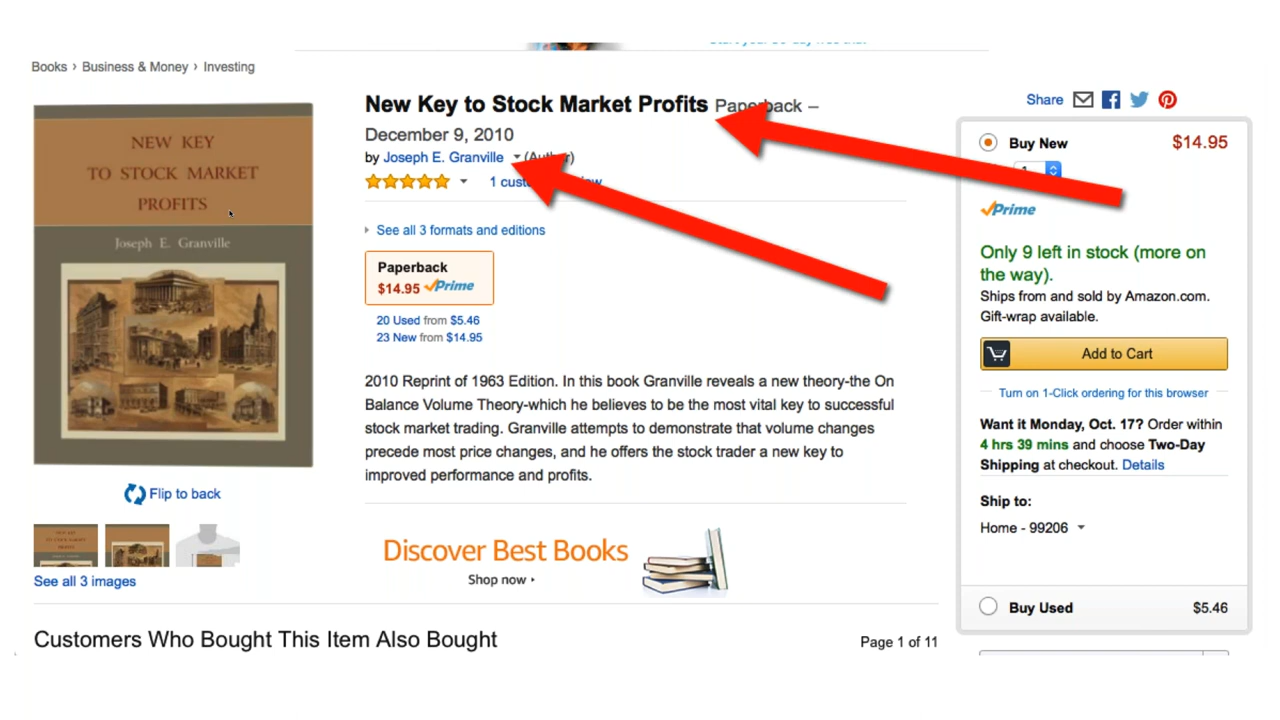 Books › Business & Money › Investing
NEW KEY
TO STOCK MARKET
PROFITS
Joseph E. Granville
Flip to back
See all 3 images
New Key to Stock Market Profits Paperback –
December 9, 2010
by Joseph E. Granville (Author)
1
See all 3 formats and editions
Paperback
$14.95 Prime
20 Used from $5.46
23 New from $14.95
2010 Reprint of 1963 Edition. In this book Granville reveals a new theory-the On
Balance Volume Theory-which he believes to be the most vital key to successful
stock market trading. Granville attempts to demonstrate that volume changes
precede most price changes, and he offers the stock trader a new key to
improved performance and profits.
Discover Best Books
Shop now
Customers Who Bought This Item Also Bought
Page 1 of 11
Share
Buy New $14.95
1
Prime
Only 9 left in stock (more on
the way).
Ships from and sold by Amazon.com.
Gift-wrap available.
Add to Cart
Turn on 1-Click ordering for this browser
Want it Monday, Oct. 17? Order within
4 hrs 39 mins and choose Two-Day
Shipping at checkout. Details
Ship to:
Home - 99206
Buy Used $5.46